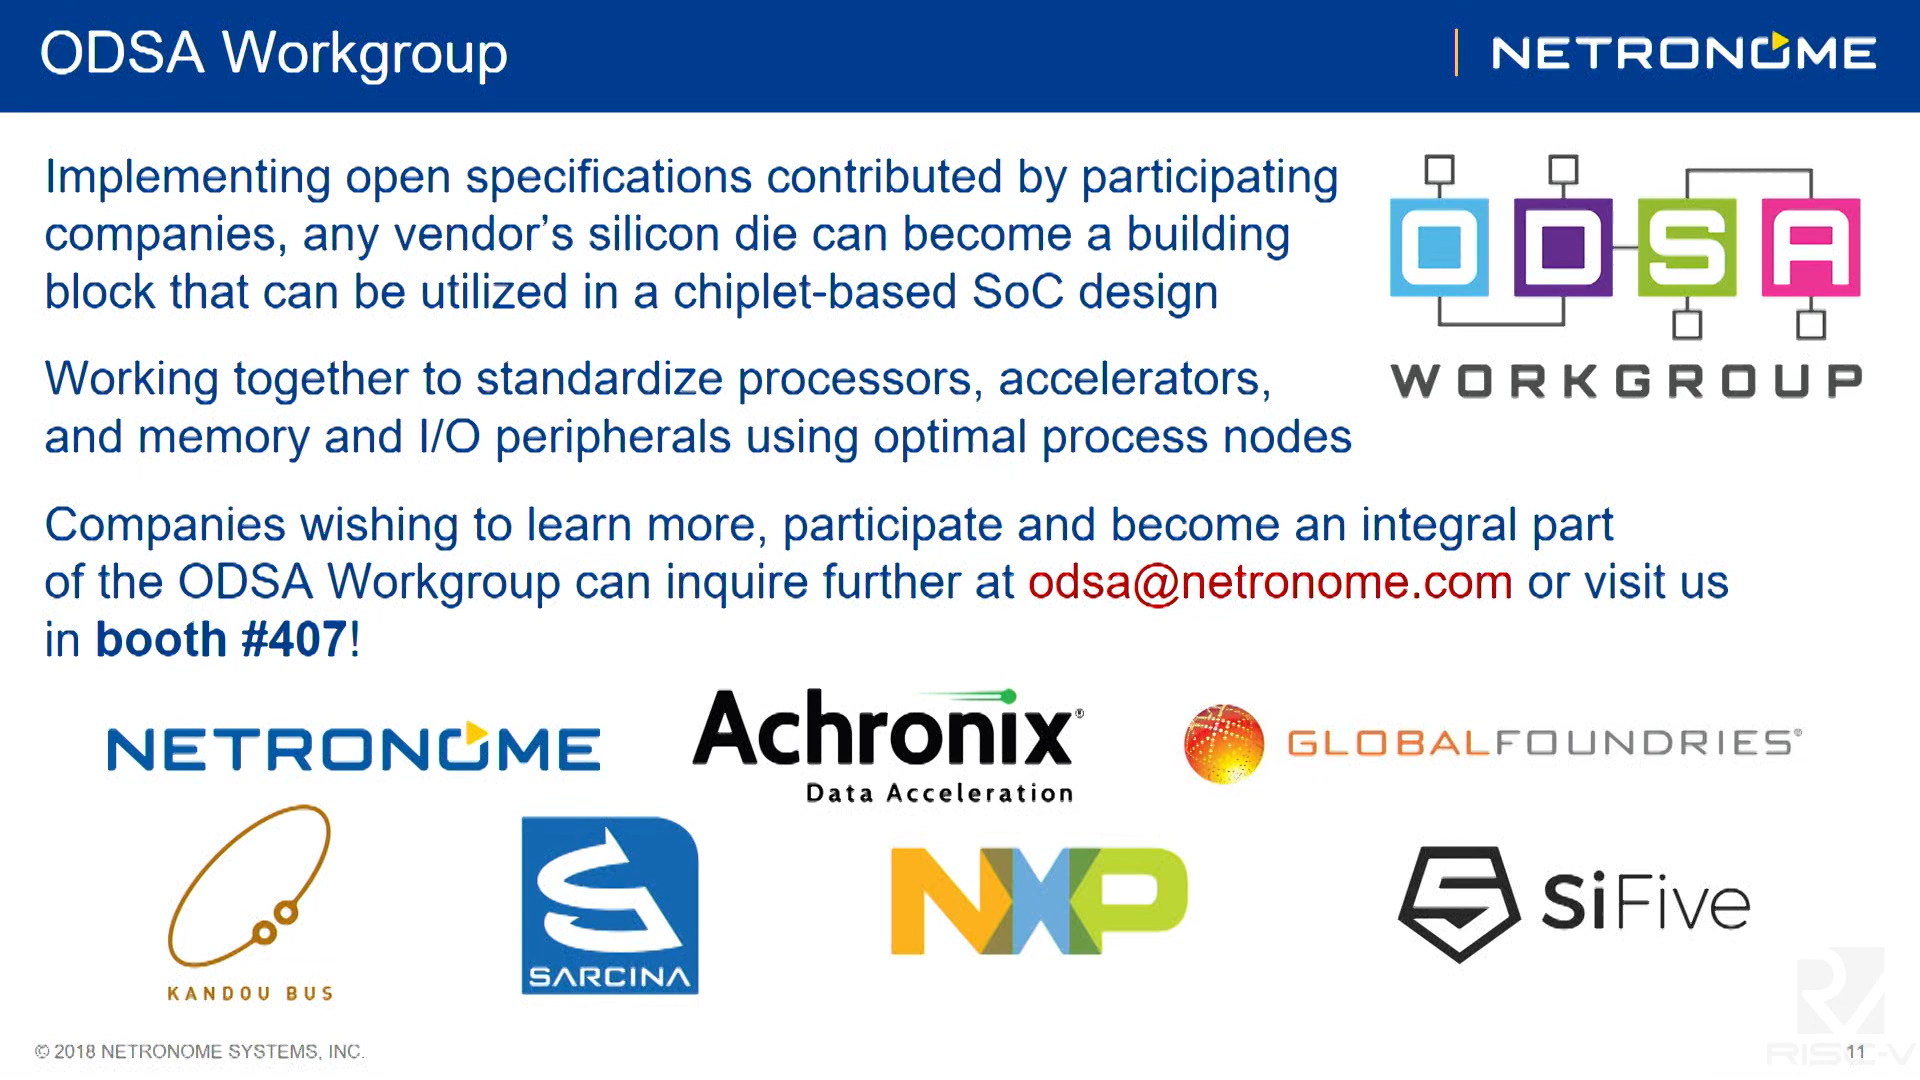 ODSA Workgroup
NETRONOME
Implementing open specifications contributed by participating
companies, any vendor’s silicon die can become a building
block that can be utilized in a chiplet-based SoC design
ODSA
WORKGROUP
Working together to standardize processors, accelerators,
and memory and I/O peripherals using optimal process nodes
Companies wishing to learn more, participate and become an integral part
of the ODSA Workgroup can inquire further at odsa@netronome.com or visit us
in booth #407!
NETRONOME
Achronix®
Data Acceleration
GLOBALFOUNDRIES®
KANDOU BUS
SARCINA
NXP
SiFive
© 2018 NETRONOME SYSTEMS, INC.
11
RISC-V